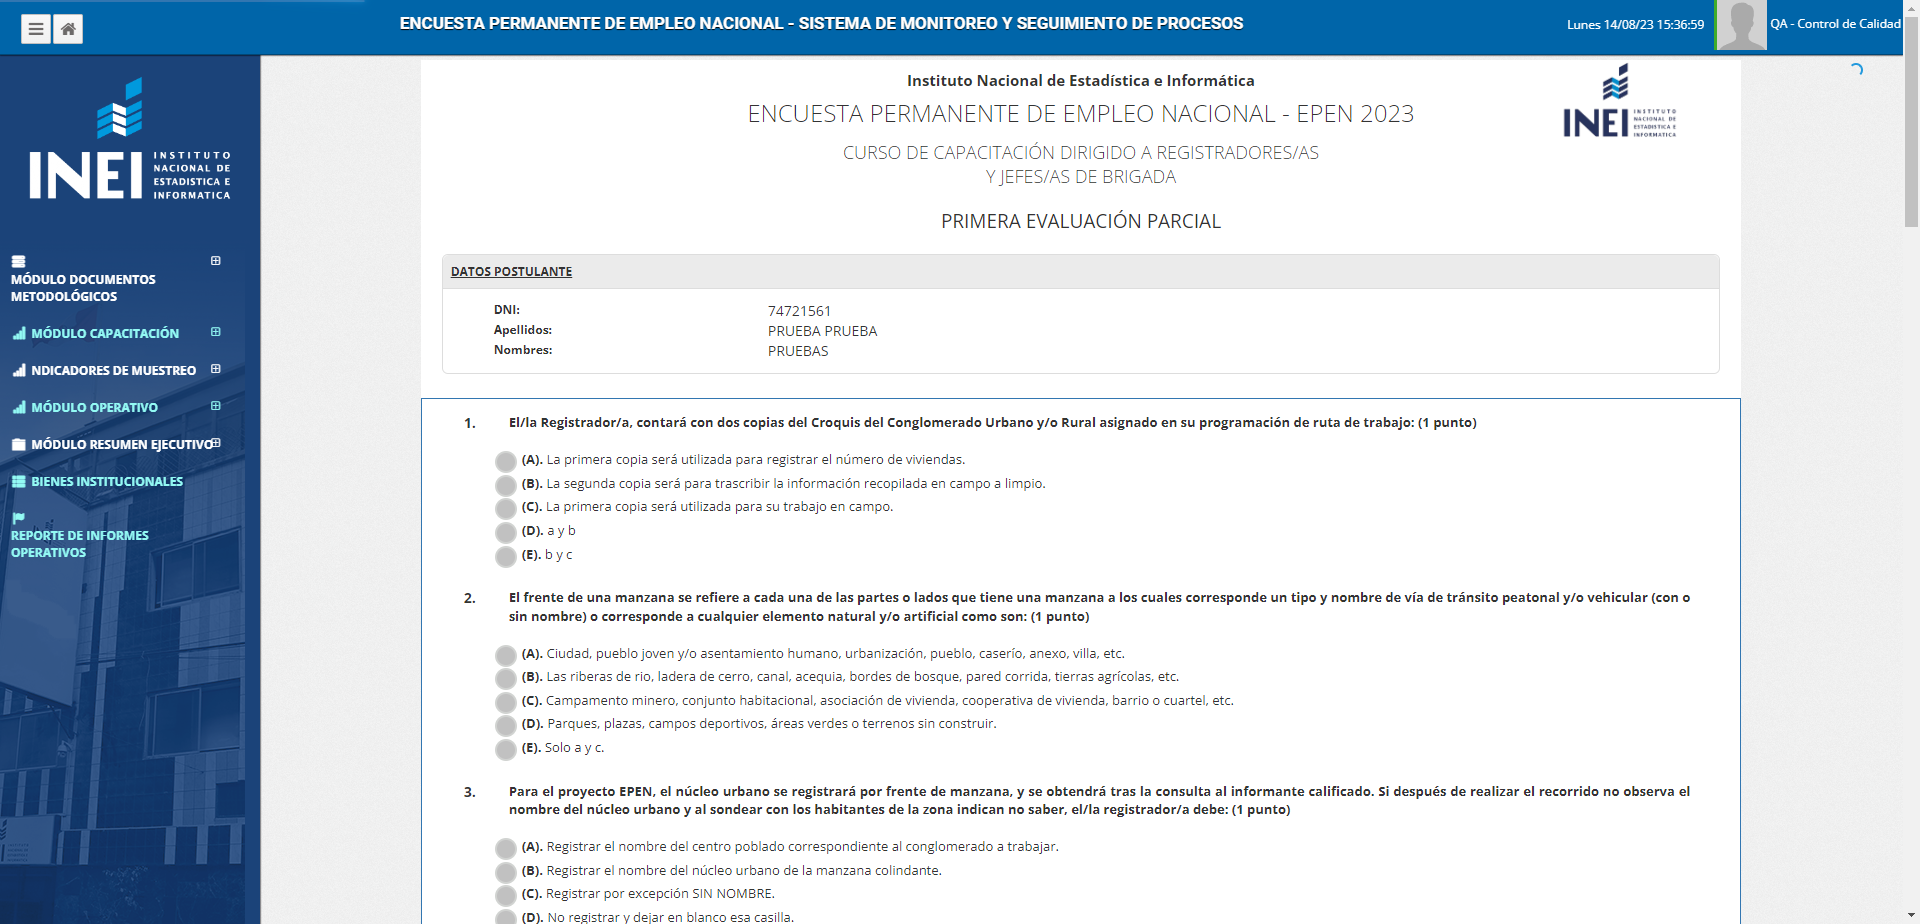 ENCUESTA PERMANENTE DE EMPLEO NACIONAL - SISTEMA DE MONITOREO Y SEGUIMIENTO DE PROCESOS
Lunes 14/08/23 15:36:59
QA - Control de Calidad
INEI
INSTITUTO
NACIONAL DE
ESTADISTICA E
INFORMATICA
MÓDULO DOCUMENTOS
METODOLÓGICOS
MÓDULO CAPACITACIÓN
NDICADORES DE MUESTREO
MÓDULO OPERATIVO
MÓDULO RESUMEN EJECUTIVO
BIENES INSTITUCIONALES
REPORTE DE INFORMES
OPERATIVOS
Instituto Nacional de Estadística e Informática
ENCUESTA PERMANENTE DE EMPLEO NACIONAL - EPEN 2023
CURSO DE CAPACITACIÓN DIRIGIDO A REGISTRADORES/AS
Y JEFES/AS DE BRIGADA
PRIMERA EVALUACIÓN PARCIAL
INEI
INSTITUTO
NACIONAL DE
ESTADISTICA E
INFORMATICA
DATOS POSTULANTE
DNI: 74721561
Apellidos: PRUEBA PRUEBA
Nombres: PRUEBAS
1. El/la Registrador/a, contará con dos copias del Croquis del Conglomerado Urbano y/o Rural asignado en su programación de ruta de trabajo: (1 punto)
(A). La primera copia será utilizada para registrar el número de viviendas.
(B). La segunda copia será para trascribir la información recopilada en campo a limpio.
(C). La primera copia será utilizada para su trabajo en campo.
(D). a y b
(E). b y c
2. El frente de una manzana se refiere a cada una de las partes o lados que tiene una manzana a los cuales corresponde un tipo y nombre de vía de tránsito peatonal y/o vehicular (con o
sin nombre) o corresponde a cualquier elemento natural y/o artificial como son: (1 punto)
(A). Ciudad, pueblo joven y/o asentamiento humano, urbanización, pueblo, caserío, anexo, villa, etc.
(B). Las riberas de rio, ladera de cerro, canal, acequia, bordes de bosque, pared corrida, tierras agrícolas, etc.
(C). Campamento minero, conjunto habitacional, asociación de vivienda, cooperativa de vivienda, barrio o cuartel, etc.
(D). Parques, plazas, campos deportivos, áreas verdes o terrenos sin construir.
(E). Solo a y c.
3. Para el proyecto EPEN, el núcleo urbano se registrará por frente de manzana, y se obtendrá tras la consulta al informante calificado. Si después de realizar el recorrido no observa el
nombre del núcleo urbano y al sondear con los habitantes de la zona indican no saber, el/la registrador/a debe: (1 punto)
(A). Registrar el nombre del centro poblado correspondiente al conglomerado a trabajar.
(B). Registrar el nombre del núcleo urbano de la manzana colindante.
(C). Registrar por excepción SIN NOMBRE.
(D). No registrar y dejar en blanco esa casilla.